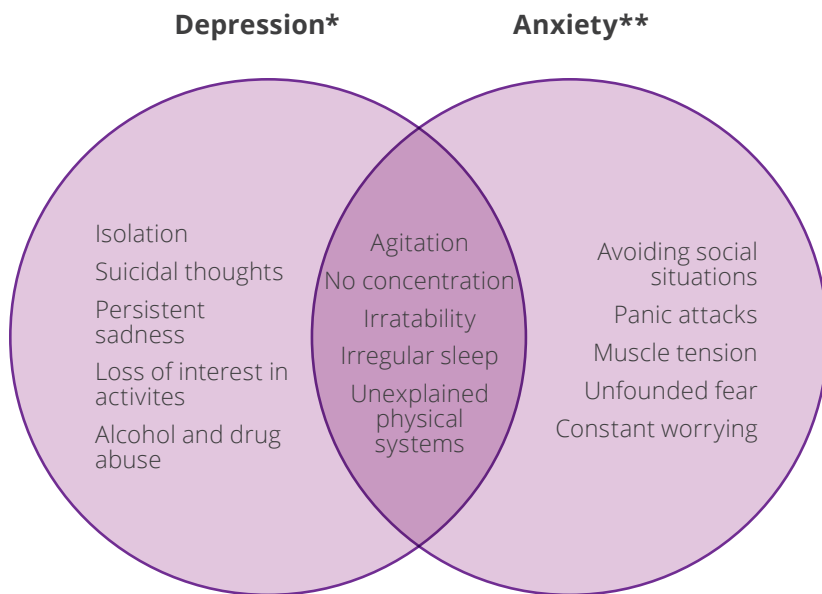 Depression*
Anxiety**
Isolation
Suicidal thoughts
Persistent
sadness
Loss of interest in
activites
Alcohol and drug
abuse
Agitation
No concentration
Irratability
Irregular sleep
Unexplained
physical
systems
Avoiding social
situations
Panic attacks
Muscle tension
Unfounded fear
Constant worrying